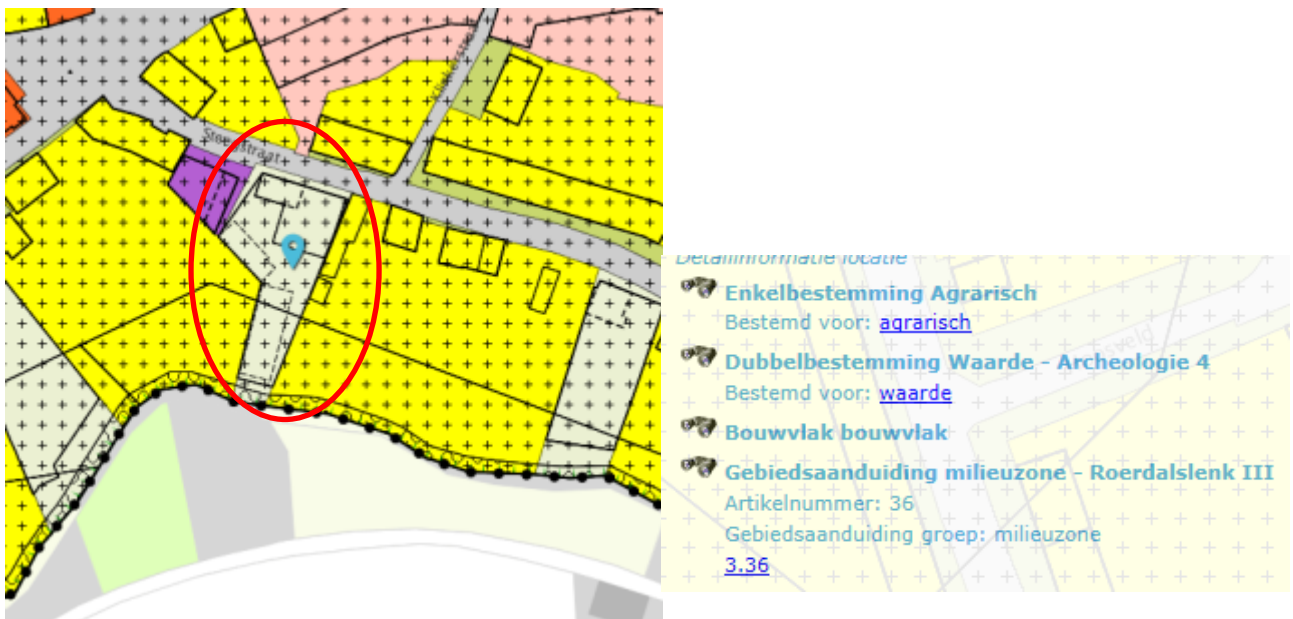 Steegstraat
Detailinformatie locatie
Enkelbestemming Agrarisch
Bestemd voor: agrarisch
Dubbelbestemming Waarde - Archeologie 4
Bestemd voor: waarde
Bouwvlak bouwvlak
Gebiedsaanduiding milieuzone - Roerdalslenk III
Artikelnummer: 36
Gebiedsaanduiding groep: milieuzone
3.36